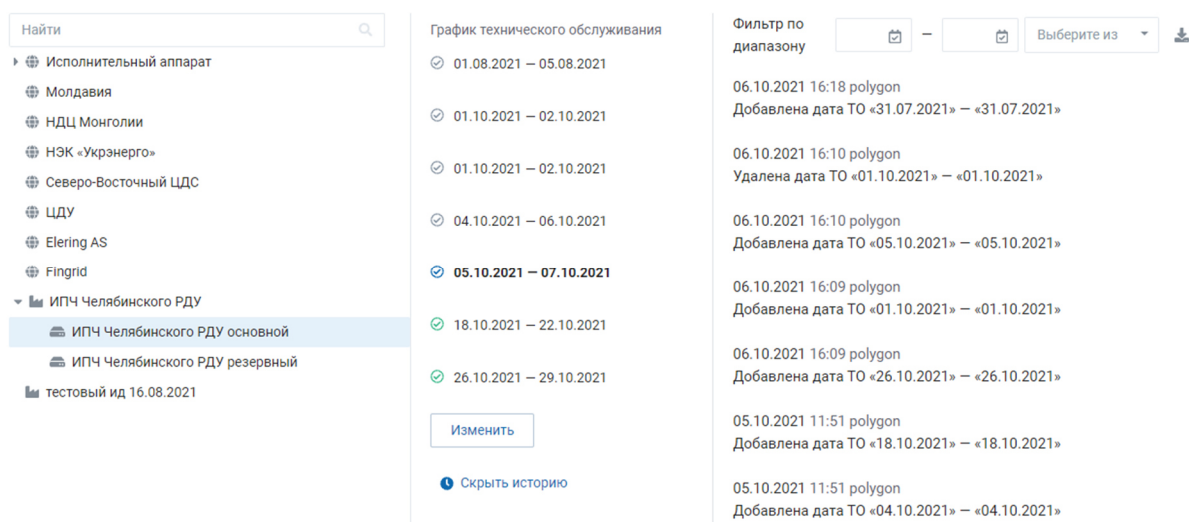 Найти
Исполнительный аппарат
Молдавия
НДЦ Монголии
НЭК «Укрэнерго»
Северо-Восточный ЦДС
ЦДУ
Elering AS
Fingrid
ИПЧ Челябинского РДУ
ИПЧ Челябинского РДУ основной
ИПЧ Челябинского РДУ резервный
тестовый ид 16.08.2021
График технического обслуживания
01.08.2021 — 05.08.2021
01.10.2021 — 02.10.2021
01.10.2021 — 02.10.2021
04.10.2021 — 06.10.2021
05.10.2021 — 07.10.2021
18.10.2021 — 22.10.2021
26.10.2021 — 29.10.2021
Изменить
Скрыть историю
Фильтр по
диапазону
— Выберите из
06.10.2021 16:18 polygon
Добавлена дата ТО «31.07.2021» — «31.07.2021»
06.10.2021 16:10 polygon
Удалена дата ТО «01.10.2021» — «01.10.2021»
06.10.2021 16:10 polygon
Добавлена дата ТО «05.10.2021» — «05.10.2021»
06.10.2021 16:09 polygon
Добавлена дата ТО «01.10.2021» — «01.10.2021»
06.10.2021 16:09 polygon
Добавлена дата ТО «26.10.2021» — «26.10.2021»
05.10.2021 11:51 polygon
Добавлена дата ТО «18.10.2021» — «18.10.2021»
05.10.2021 11:51 polygon
Добавлена дата ТО «04.10.2021» — «04.10.2021»